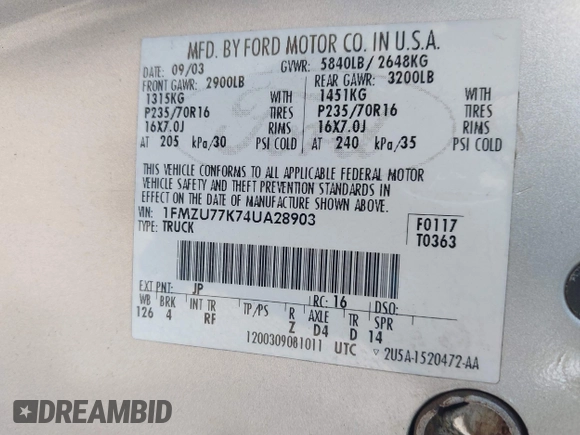 MFD. BY FORD MOTOR CO. IN U.S.A.
DATE: 09/03 GVWR: 5840LB/ 2648KG
FRONT GAWR: 2900LB REAR GAWR: 3200LB
1315KG WITH 1451KG WITH
P235/70R16 TIRES P235/70R16 TIRES
16X7.0J RIMS 16X7.0J RIMS
AT 205 kPa/30 PSI COLD AT 240 kPa/35 PSI COLD
THIS VEHICLE CONFORMS TO ALL APPLICABLE FEDERAL MOTOR
VEHICLE SAFETY AND THEFT PREVENTION STANDARDS IN
EFFECT ON THE DATE OF MANUFACTURE SHOWN ABOVE.
VIN: 1FMZU77K74UA28903 F0117
TYPE: TRUCK T0363
EXT PNT: JP RC: 16 DSO:
WB BRK INT TR TP/PS R AXLE TR SPR
126 4 RF Z D4 D 14
1200309081011 UTC ▽ 2U5A-1520472-AA
DREAMBID